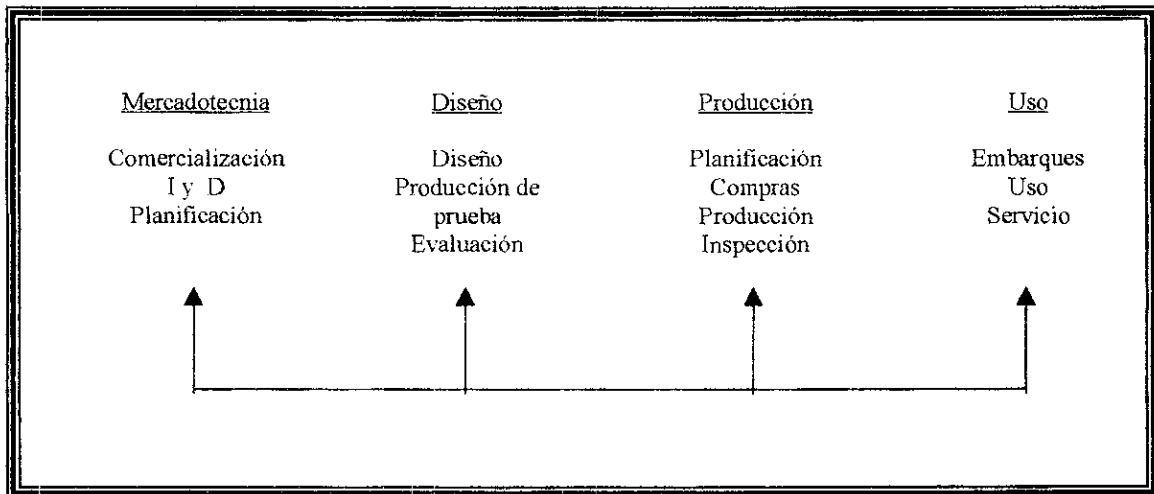 Mercadotecnia
Comercialización
I y D
Planificación
Diseño
Diseño
Producción de
prueba
Evaluación
Producción
Planificación
Compras
Producción
Inspección
Uso
Embarques
Uso
Servicio